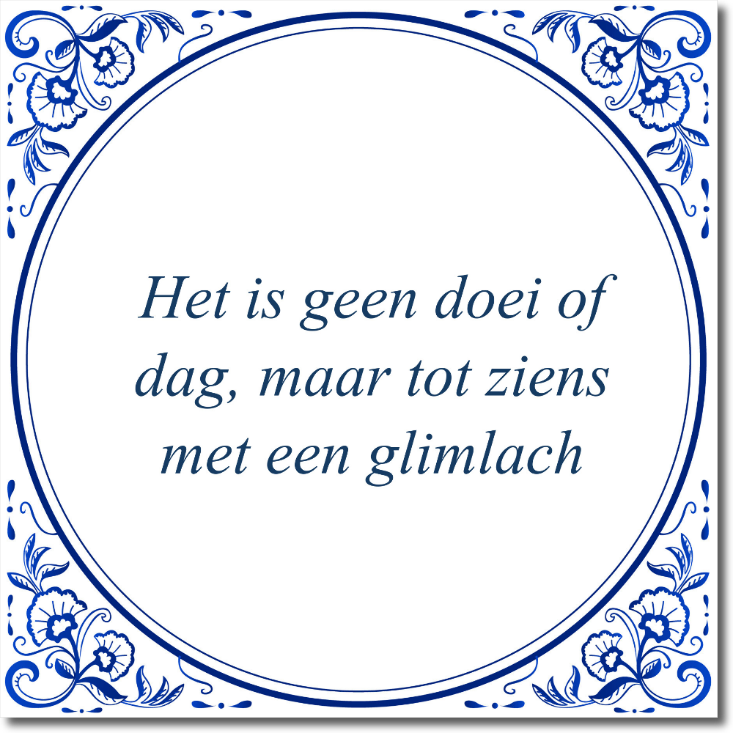 Het is geen doei of
dag, maar tot ziens
met een glimlach